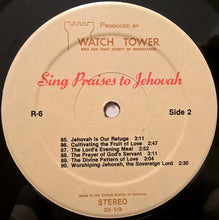 PRODUCED BY
WATCH TOWER
BIBLE AND TRACT SOCIETY OF PENNSYLVANIA
Sing Praises to Jehovah
R-6
Side 2
85. Jehovah Is Our Refuge 3:11
86. Cultivating the Fruit of Love 2:47
87. The Lord's Evening Meal 2:52
88. The Prayer of God's Servant 3:31
89. The Divine Pattern of Love 3:11
90. Worshiping Jehovah, the Sovereign Lord 2:30
Made in the United States of America
STEREO
33-1/3